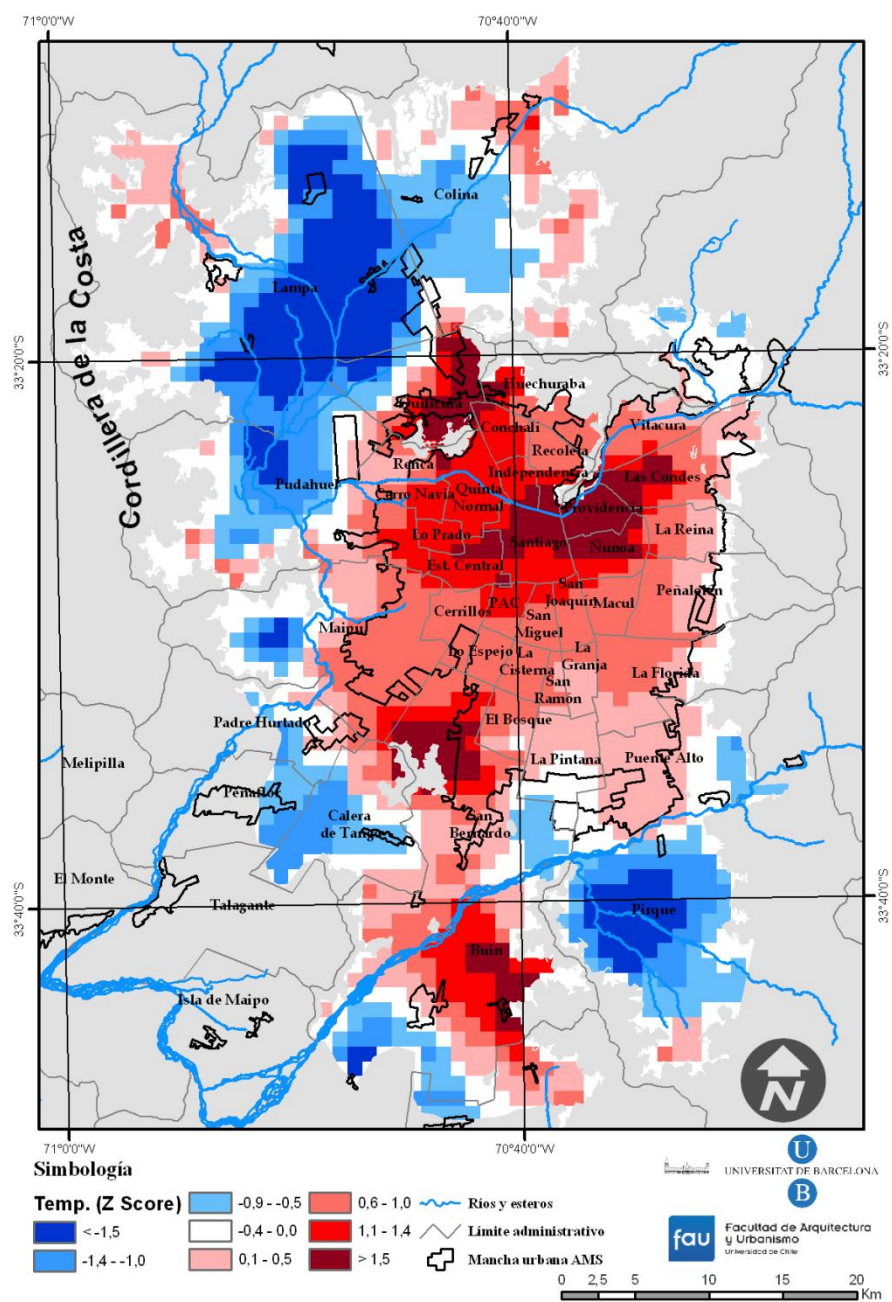 71°0'0"W
70°40'0"W
Colina
Cordillera de la Costa
Lampa
33°20'0"S
33°20'0"S
Huechuraba
Quilicura
Vitacura
Conchalí
Recoleta
Renca
Independencia
Las Condes
Pudahuel
Cerro Navia
Quinta
Normal
Providencia
La Reina
Lo Prado
Santiago
Ñuñoa
Est. Central
San
Joaquin
Peñalolén
PAC
Macul
Cerrillos
San
Miguel
Maipú
Lo Espejo
La
Cisterna
La
Granja
La Florida
San
Ramón
Padre Hurtado
El Bosque
Melipilla
La Pintana
Puente Alto
Peñaflor
Calera
de Tango
San
Bernardo
El Monte
33°40'0"S
33°40'0"S
Talagante
Pirque
Buin
Isla de Maipo
N
71°0'0"W
70°40'0"W
Simbología
Temp. (Z Score)
< -1,5
-1,4 - -1,0
-0,9 - -0,5
-0,4 - 0,0
0,1 - 0,5
0,6 - 1,0
1,1 - 1,4
> 1,5
Ríos y esteros
Límite administrativo
Mancha urbana AMS
UNIVERSITAT DE BARCELONA
U
B
fau
Facultad de Arquitectura
y Urbanismo
Universidad de Chile
0 2,5 5 10 15 20
Km